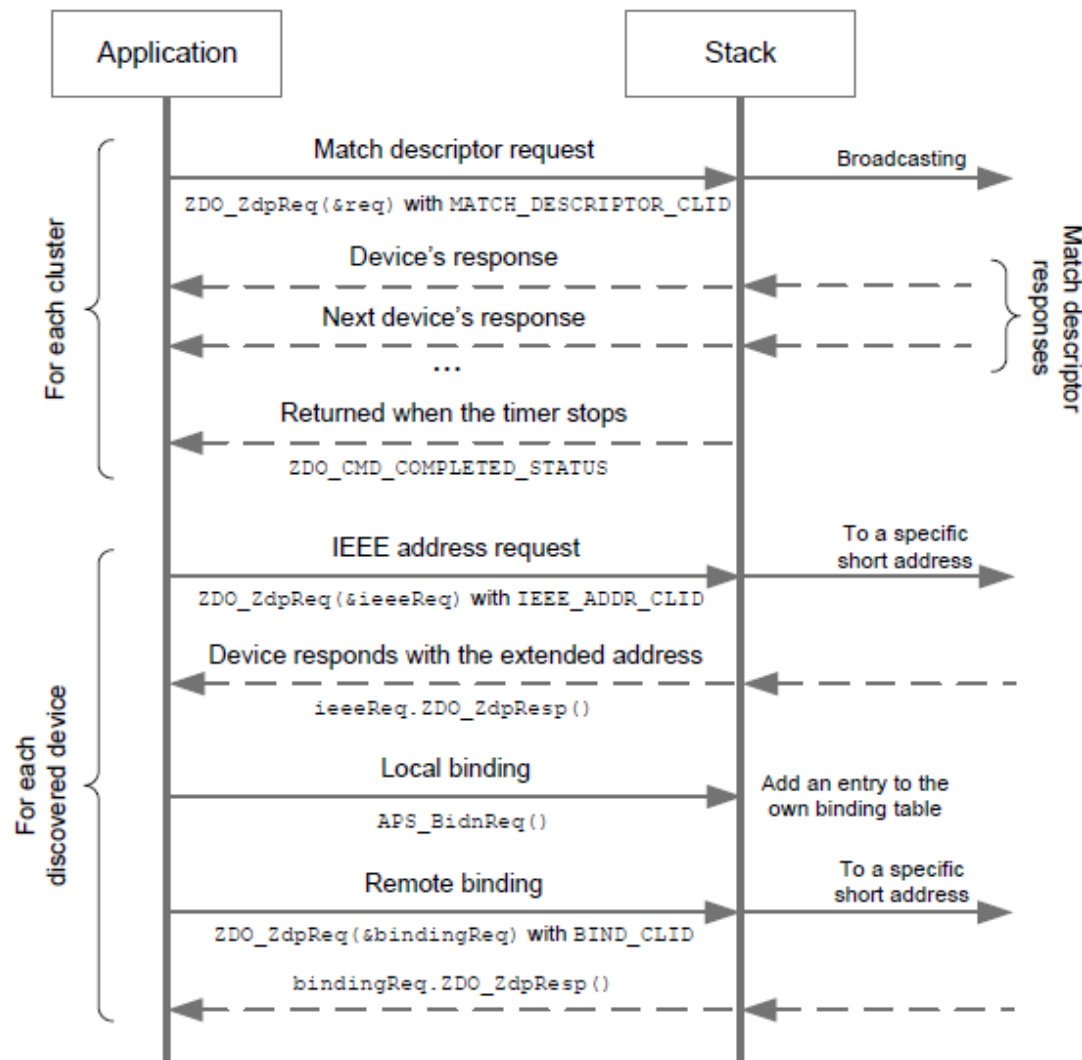 Application
Stack
Match descriptor request
Broadcasting
ZDO_ZdpReq(&req) with MATCH_DESCRIPTOR_CLID
Device's response
Next device's response
...
Match descriptor
responses
For each cluster
Returned when the timer stops
ZDO_CMD_COMPLETED_STATUS
IEEE address request
To a specific
short address
ZDO_ZdpReq(&ieeeReq) with IEEE_ADDR_CLID
Device responds with the extended address
ieeeReq.ZDO_ZdpResp()
For each
discovered device
Local binding
Add an entry to the
own binding table
APS_BidnReq()
Remote binding
To a specific
short address
ZDO_ZdpReq(&bindingReq) with BIND_CLID
bindingReq.ZDO_ZdpResp()